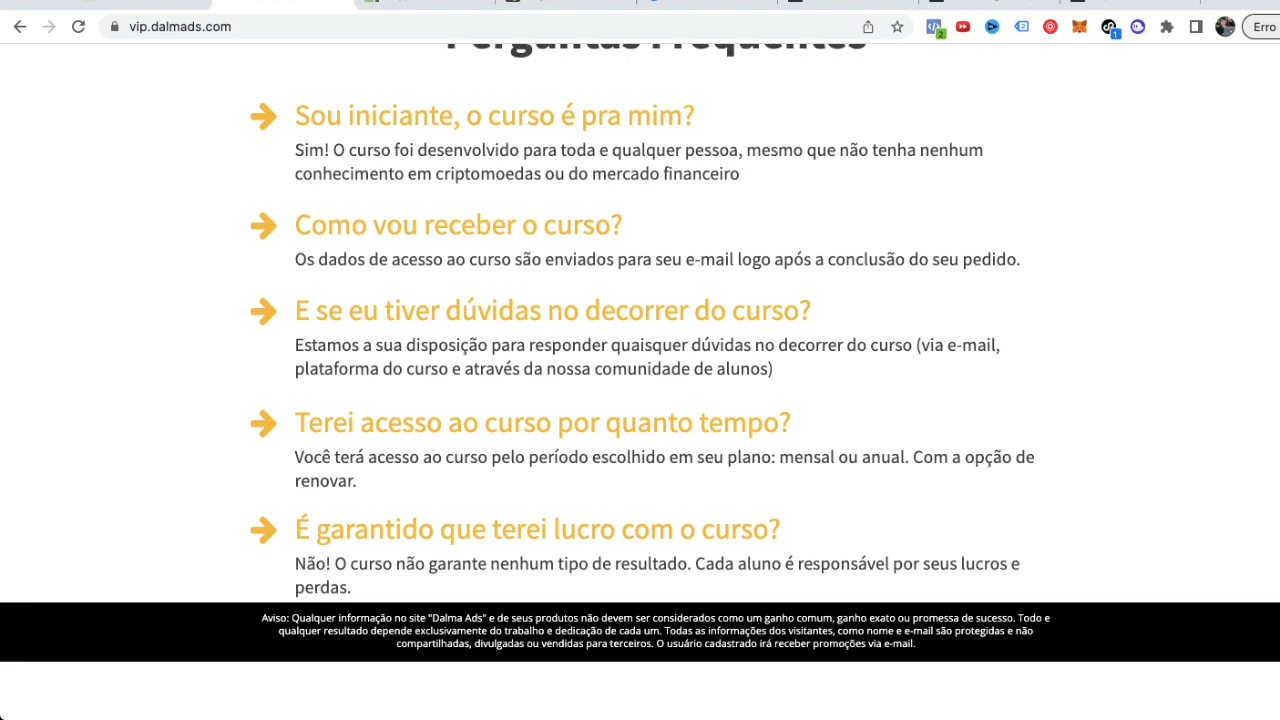 vip.dalmads.com
2
1
Erro
Perguntas Frequentes
Sou iniciante, o curso é pra mim?
Sim! O curso foi desenvolvido para toda e qualquer pessoa, mesmo que não tenha nenhum
conhecimento em criptomoedas ou do mercado financeiro
Como vou receber o curso?
Os dados de acesso ao curso são enviados para seu e-mail logo após a conclusão do seu pedido.
E se eu tiver dúvidas no decorrer do curso?
Estamos a sua disposição para responder quaisquer dúvidas no decorrer do curso (via e-mail,
plataforma do curso e através da nossa comunidade de alunos)
Terei acesso ao curso por quanto tempo?
Você terá acesso ao curso pelo período escolhido em seu plano: mensal ou anual. Com a opção de
renovar.
É garantido que terei lucro com o curso?
Não! O curso não garante nenhum tipo de resultado. Cada aluno é responsável por seus lucros e
perdas.
Aviso: Qualquer informação no site "Dalma Ads" e de seus produtos não devem ser considerados como um ganho comum, ganho exato ou promessa de sucesso. Todo e
qualquer resultado depende exclusivamente do trabalho e dedicação de cada um. Todas as informações dos visitantes, como nome e e-mail são protegidas e não
compartilhadas, divulgadas ou vendidas para terceiros. O usuário cadastrado irá receber promoções via e-mail.